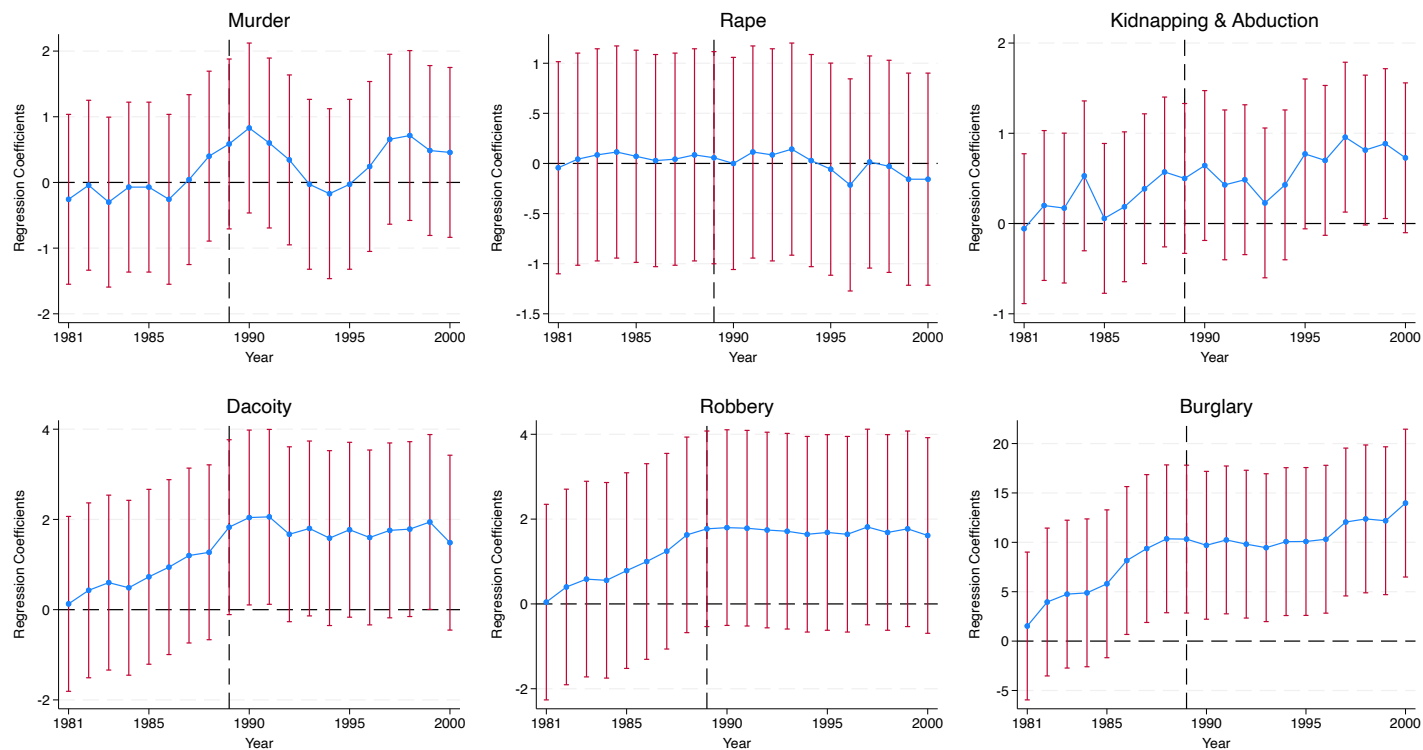 Murder
Regression Coefficients
2
1
0
-1
-2
1981 1985 1990 1995 2000
Year
Rape
Regression Coefficients
1
.5
0
-.5
-1
-1.5
1981 1985 1990 1995 2000
Year
Kidnapping & Abduction
Regression Coefficients
2
1
0
-1
1981 1985 1990 1995 2000
Year
Dacoity
Regression Coefficients
4
2
0
-2
1981 1985 1990 1995 2000
Year
Robbery
Regression Coefficients
4
2
0
-2
1981 1985 1990 1995 2000
Year
Burglary
Regression Coefficients
20
15
10
5
0
-5
1981 1985 1990 1995 2000
Year